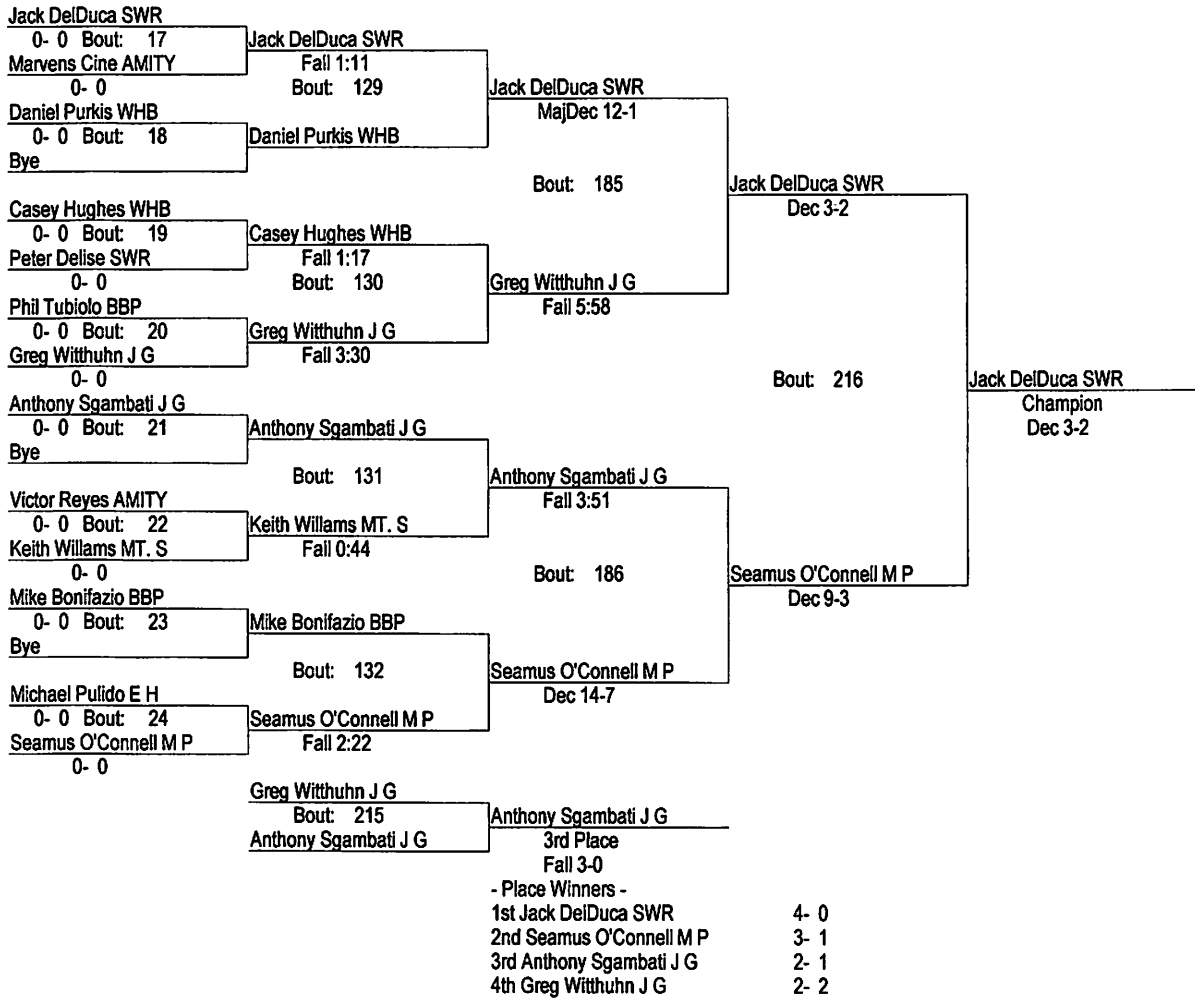 Jack DelDuca SWR
0- 0 Bout: 17
Marvens Cine AMITY
0- 0
Daniel Purkis WHB
0- 0 Bout: 18
Bye
Casey Hughes WHB
0- 0 Bout: 19
Peter Delise SWR
0- 0
Phil Tubiolo BBP
0- 0 Bout: 20
Greg Witthuhn J G
0- 0
Anthony Sgambati J G
0- 0 Bout: 21
Bye
Victor Reyes AMITY
0- 0 Bout: 22
Keith Willams MT. S
0- 0
Mike Bonifazio BBP
0- 0 Bout: 23
Bye
Michael Pulido E H
0- 0 Bout: 24
Seamus O'Connell M P
0- 0
Jack DelDuca SWR
Fall 1:11
Bout: 129
Daniel Purkis WHB
Casey Hughes WHB
Fall 1:17
Bout: 130
Greg Witthuhn J G
Fall 3:30
Anthony Sgambati J G
Bout: 131
Keith Willams MT. S
Fall 0:44
Mike Bonifazio BBP
Bout: 132
Seamus O'Connell M P
Fall 2:22
Jack DelDuca SWR
MajDec 12-1
Bout: 185
Greg Witthuhn J G
Fall 5:58
Anthony Sgambati J G
Fall 3:51
Bout: 186
Seamus O'Connell M P
Dec 14-7
Jack DelDuca SWR
Dec 3-2
Bout: 216
Seamus O'Connell M P
Dec 9-3
Jack DelDuca SWR
Champion
Dec 3-2
Greg Witthuhn J G
Bout: 215
Anthony Sgambati J G
Anthony Sgambati J G
3rd Place
Fall 3-0
- Place Winners -
1st Jack DelDuca SWR 4- 0
2nd Seamus O'Connell M P 3- 1
3rd Anthony Sgambati J G 2- 1
4th Greg Witthuhn J G 2- 2